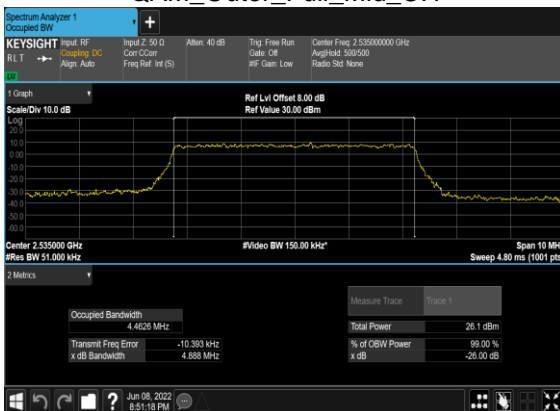 Spectrum Analyzer 1
Occupied BW
+
KEYSIGHT
Input: RF
Coupling: DC
Align: Auto
Input Z: 50 Ω
Corr CCorr
Freq Ref: Int (S)
Atten: 40 dB
Trig: Free Run
Gate: Off
#IF Gain: Low
Center Freq: 2.535000000 GHz
Avg|Hold: 500/500
Radio Std: None
RLT
LW
1 Graph
Scale/Div 10.0 dB
Ref Lvl Offset 8.00 dB
Ref Value 30.00 dBm
Log
20.0
10.0
0.00
-10.0
-20.0
-30.0
-40.0
-50.0
-60.0
Center 2.535000 GHz
#Res BW 51.000 kHz
#Video BW 150.00 kHz*
Span 10 MH
Sweep 4.80 ms (1001 pts
2 Metrics
Measure Trace Trace 1
Occupied Bandwidth
4.4626 MHz
Total Power 26.1 dBm
Transmit Freq Error -10.393 kHz
% of OBW Power 99.00 %
x dB Bandwidth 4.888 MHz
x dB -26.00 dB
?
Jun 08, 2022
8:51:18 PM